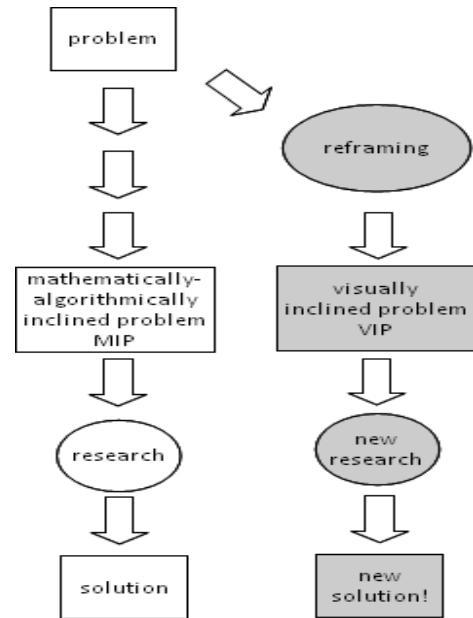 problem
reframing
mathematically-
algorithmically
inclined problem
MIP
visually
inclined problem
VIP
research
new
research
solution
new
solution!